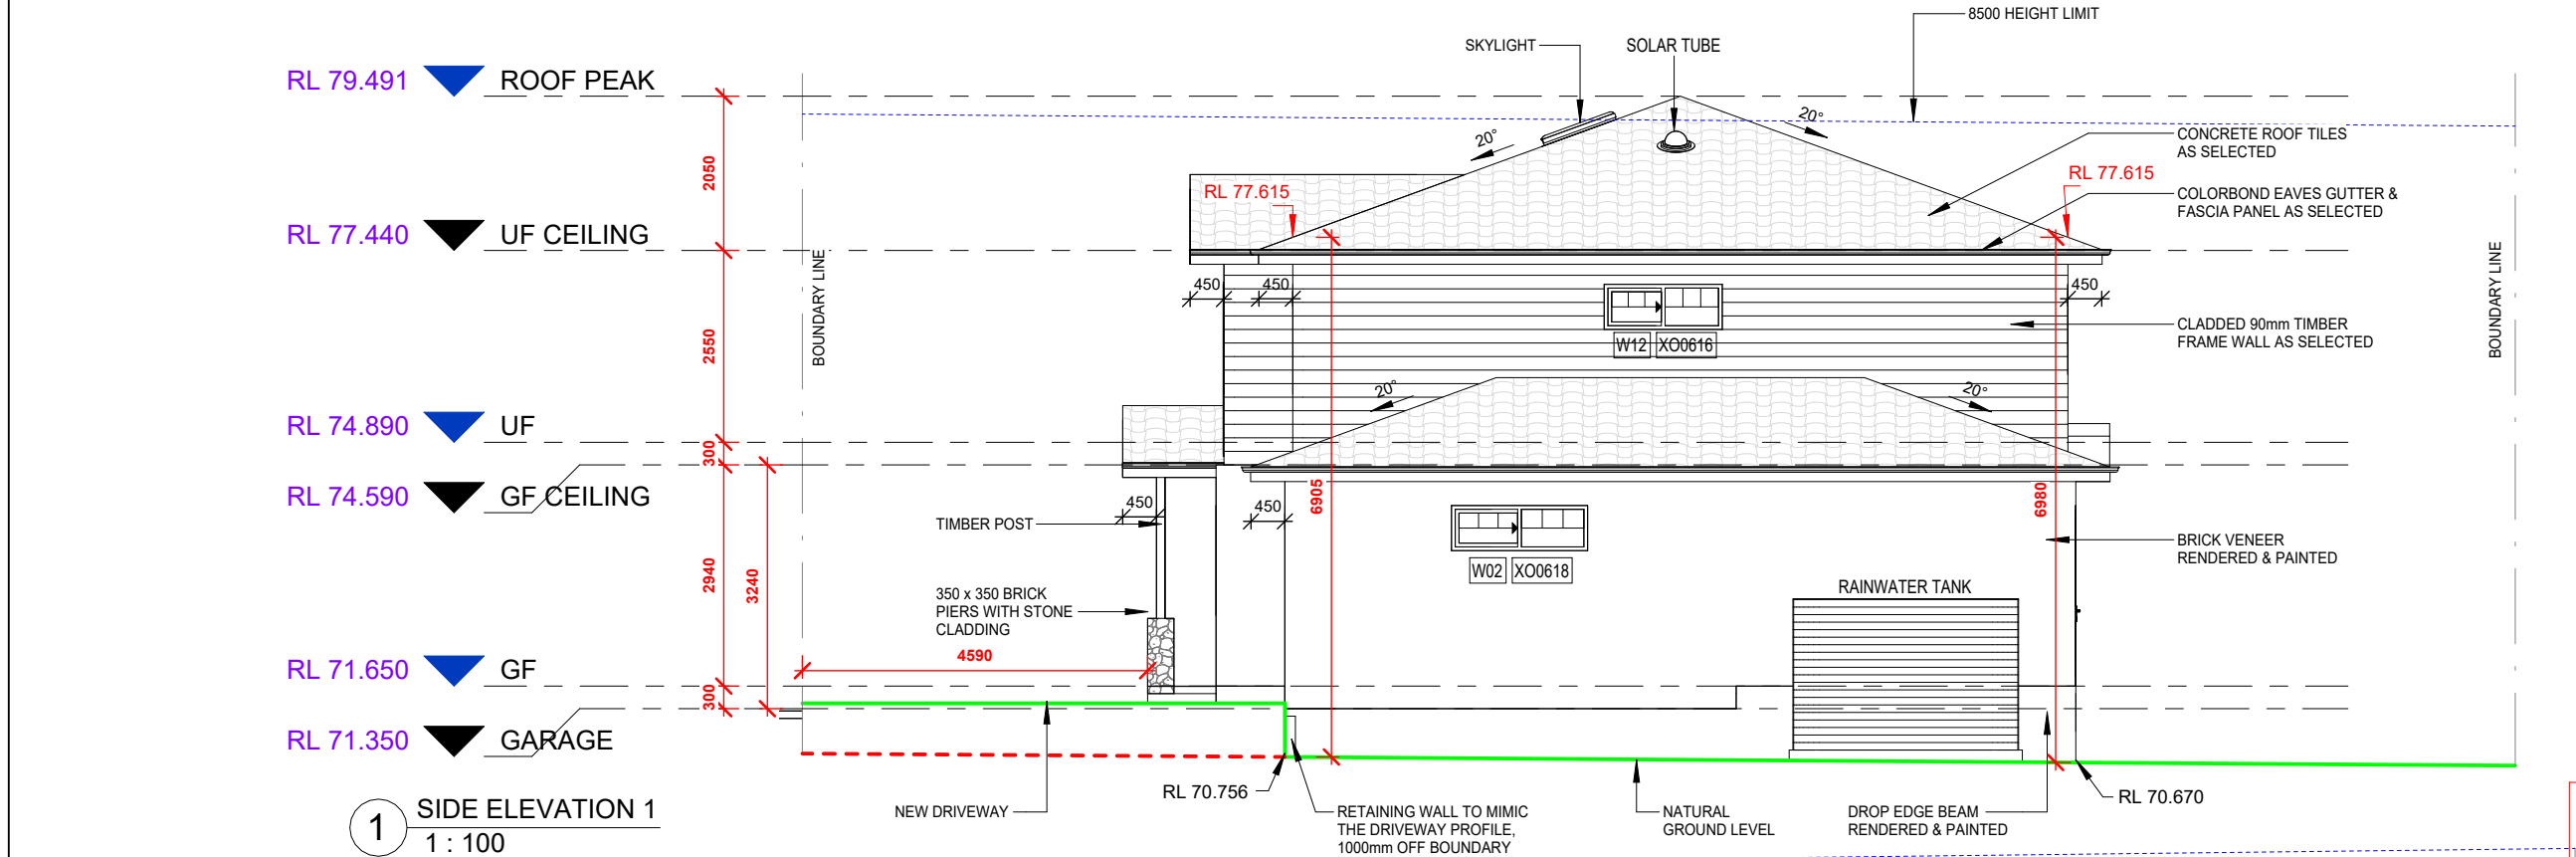 8500 HEIGHT LIMIT
SKYLIGHT
SOLAR TUBE
RL 79.491 ROOF PEAK
20°
20°
CONCRETE ROOF TILES
AS SELECTED
2050
RL 77.615
RL 77.615
COLORBOND EAVES GUTTER &
FASCIA PANEL AS SELECTED
RL 77.440 UF CEILING
BOUNDARY LINE
BOUNDARY LINE
450
450
450
W12 XO0616
CLADDED 90mm TIMBER
FRAME WALL AS SELECTED
2550
20°
20°
RL 74.890 UF
300
RL 74.590 GF CEILING
450
450
6905
6980
TIMBER POST
BRICK VENEER
RENDERED & PAINTED
W02 XO0618
2940
3240
350 x 350 BRICK
PIERS WITH STONE
CLADDING
RAINWATER TANK
4590
RL 71.650 GF
300
RL 71.350 GARAGE
RL 70.756
RL 70.670
1 SIDE ELEVATION 1
1 : 100
NEW DRIVEWAY
RETAINING WALL TO MIMIC
THE DRIVEWAY PROFILE,
1000mm OFF BOUNDARY
NATURAL
GROUND LEVEL
DROP EDGE BEAM
RENDERED & PAINTED